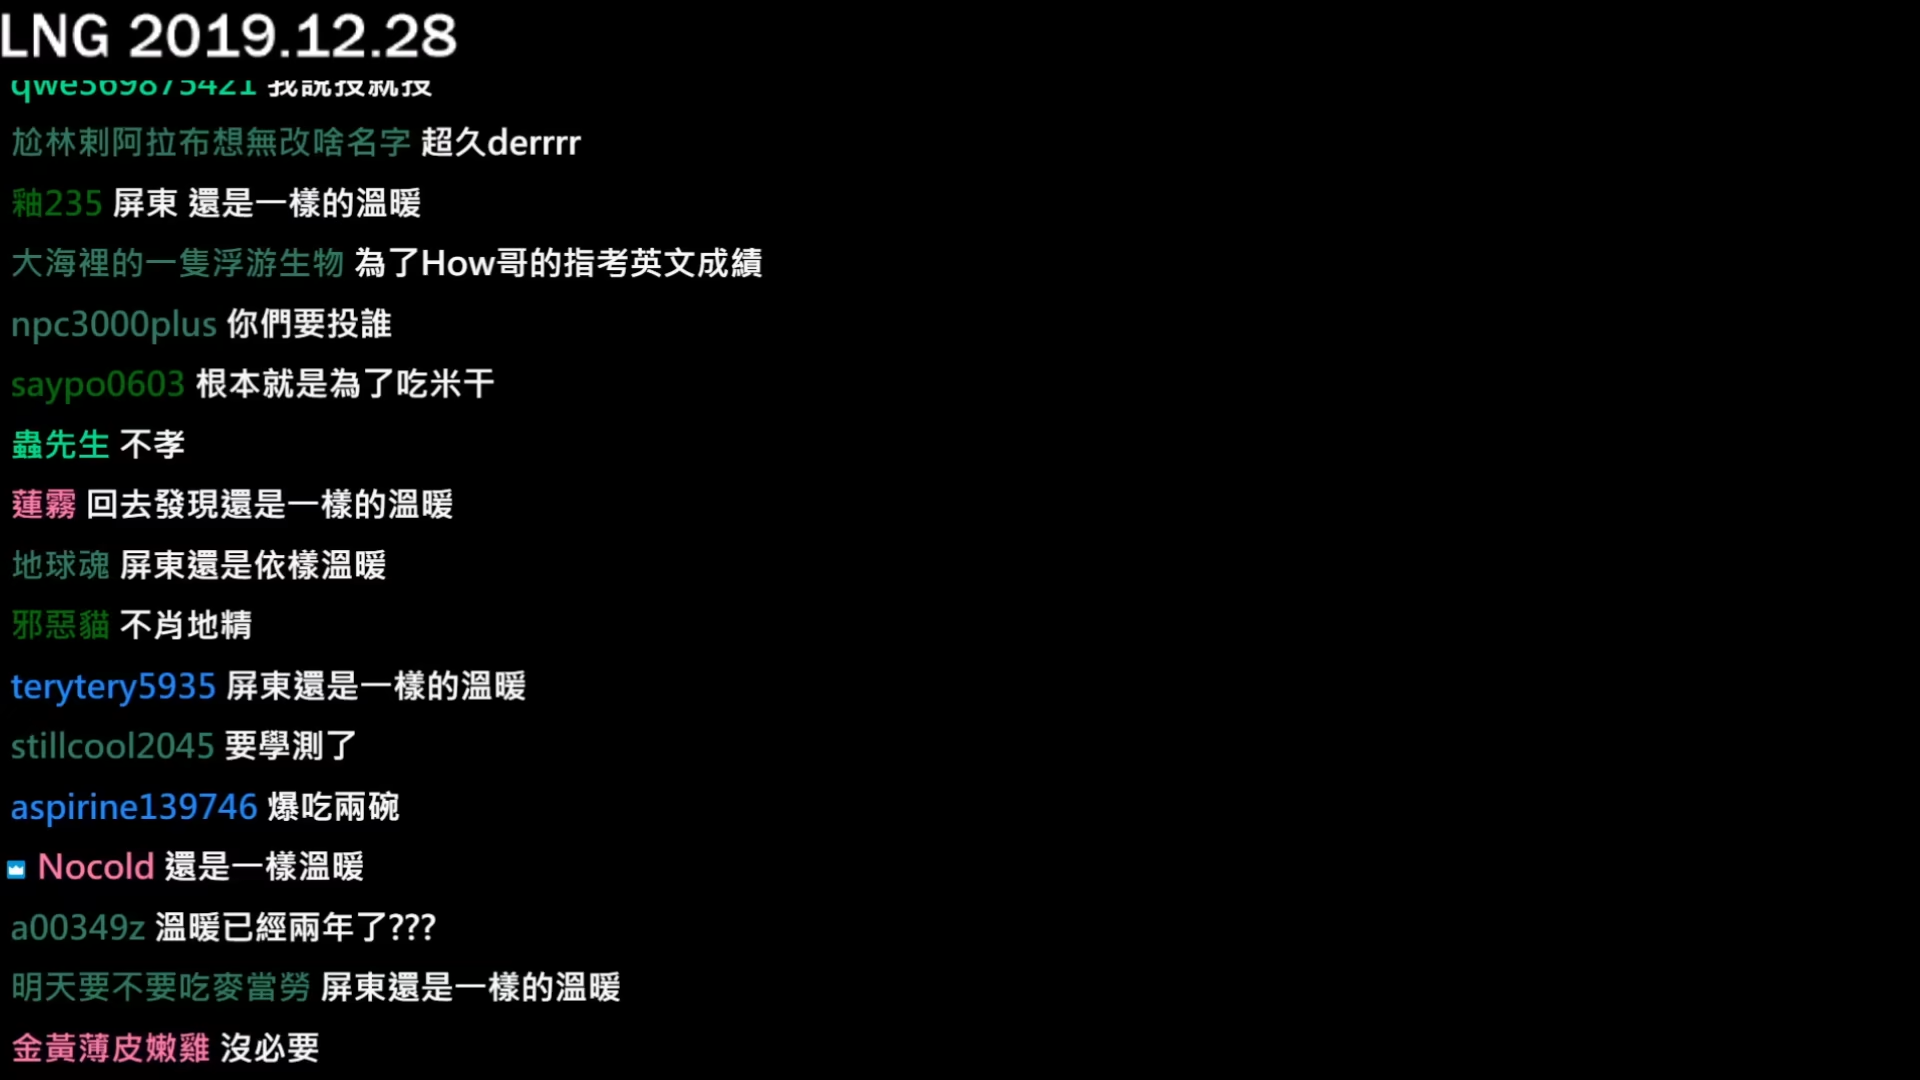 LNG 2019.12.28
qwe369875421 我說投就投
尬林剌阿拉布想無改啥名字 超久derrrr
釉235 屏東 還是一樣的溫暖
大海裡的一隻浮游生物 為了How哥的指考英文成績
npc3000plus 你們要投誰
saypo0603 根本就是為了吃米干
蟲先生 不孝
蓮霧 回去發現還是一樣的溫暖
地球魂 屏東還是依樣溫暖
邪惡貓 不肖地精
terytery5935 屏東還是一樣的溫暖
stillcool2045 要學測了
aspirine139746 爆吃兩碗
Nocold 還是一樣溫暖
a00349z 溫暖已經兩年了???
明天要不要吃麥當勞 屏東還是一樣的溫暖
金黃薄皮嫩雞 沒必要